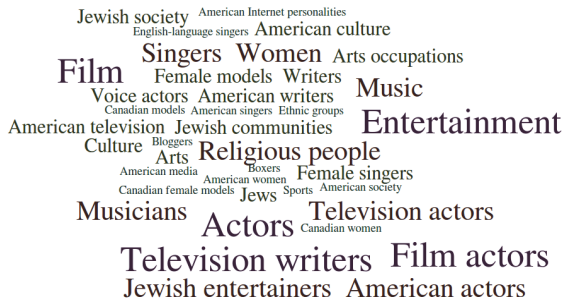 Jewish society American Internet personalities
English-language singers American culture
Singers Women Arts occupations
Film Female models Writers
Voice actors American writers Music
Canadian models American singers Ethnic groups
American television Jewish communities Entertainment
Culture Bloggers
Arts Religious people
American media Boxers Female singers
American women
Canadian female models Jews Sports American society
Musicians Television actors
Actors Canadian women
Television writers Film actors
Jewish entertainers American actors